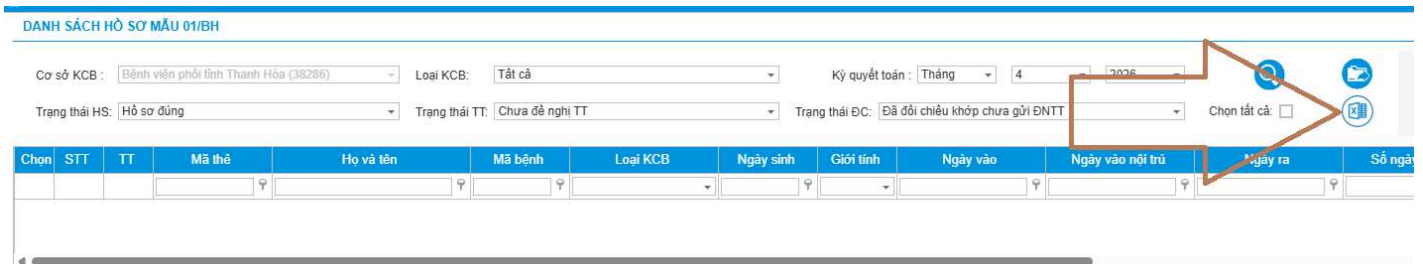 DANH SÁCH HỒ SƠ MẪU 01/BH
Cơ sở KCB : Bệnh viện phổi tỉnh Thanh Hóa (38286) Loại KCB: Tất cả Kỳ quyết toán : Tháng 4 2026
Trạng thái HS: Hồ sơ đúng Trạng thái TT: Chưa đề nghị TT Trạng thái ĐC: Đã đối chiếu khớp chưa gửi ĐNTT Chọn tất cả:
Chọn STT TT Mã thẻ Họ và tên Mã bệnh Loại KCB Ngày sinh Giới tính Ngày vào Ngày vào nội trú Ngày ra Số ngày